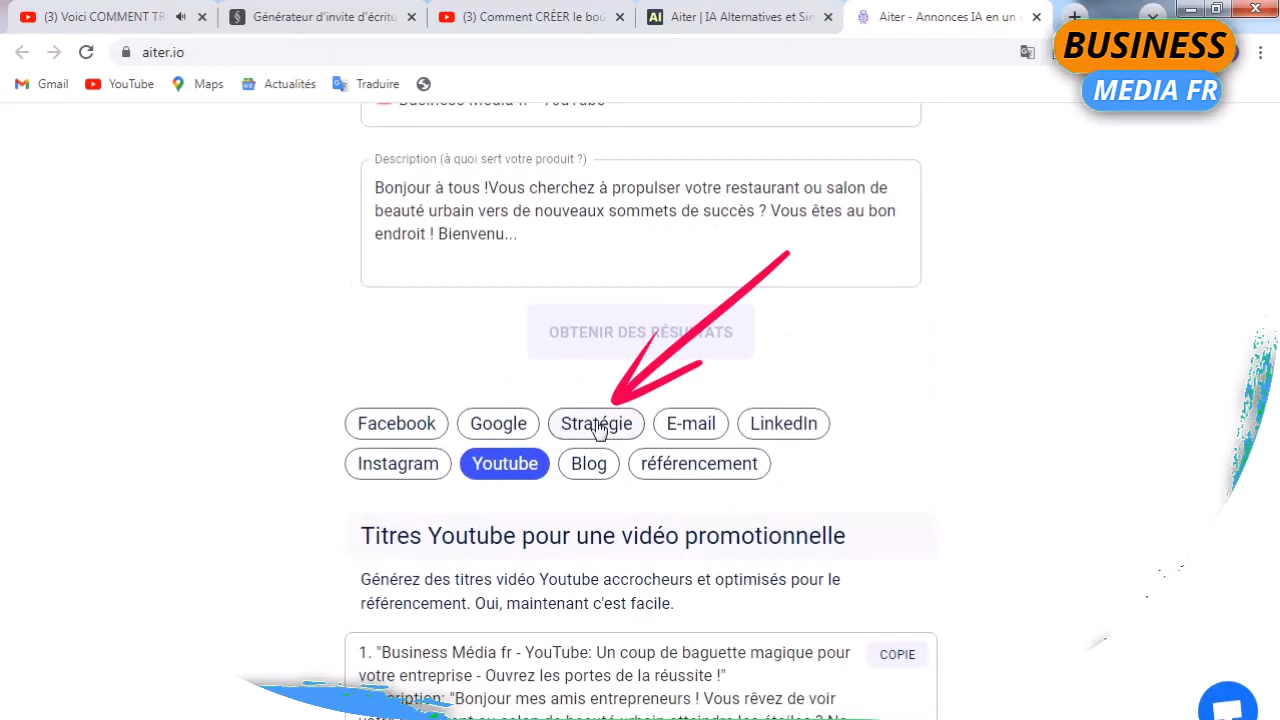 (3) Voici COMMENT TR
Générateur d'invite d'écritu
(3) Comment CRÉER le bou
Aiter | IA Alternatives et Sir
Aiter - Annonces IA en un
aiter.io
BUSINESS
MEDIA FR
Gmail
YouTube
Maps
Actualités
Traduire
Business Média fr - YouTube
Description (à quoi sert votre produit ?)
Bonjour à tous !Vous cherchez à propulser votre restaurant ou salon de
beauté urbain vers de nouveaux sommets de succès ? Vous êtes au bon
endroit ! Bienvenu...
OBTENIR DES RÉSULTATS
Facebook
Google
Stratégie
E-mail
LinkedIn
Instagram
Youtube
Blog
référencement
Titres Youtube pour une vidéo promotionnelle
Générez des titres vidéo Youtube accrocheurs et optimisés pour le
référencement. Oui, maintenant c'est facile.
1. "Business Média fr - YouTube: Un coup de baguette magique pour
COPIE
votre entreprise - Ouvrez les portes de la réussite !"
"Bonjour mes amis entrepreneurs ! Vous rêvez de voir